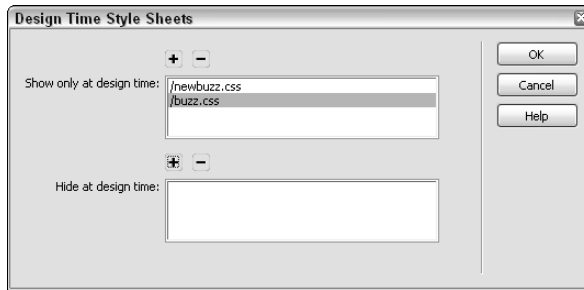 Design Time Style Sheets
OK
Show only at design time:
/newbuzz.css
/buzz.css
Cancel
Help
Hide at design time: